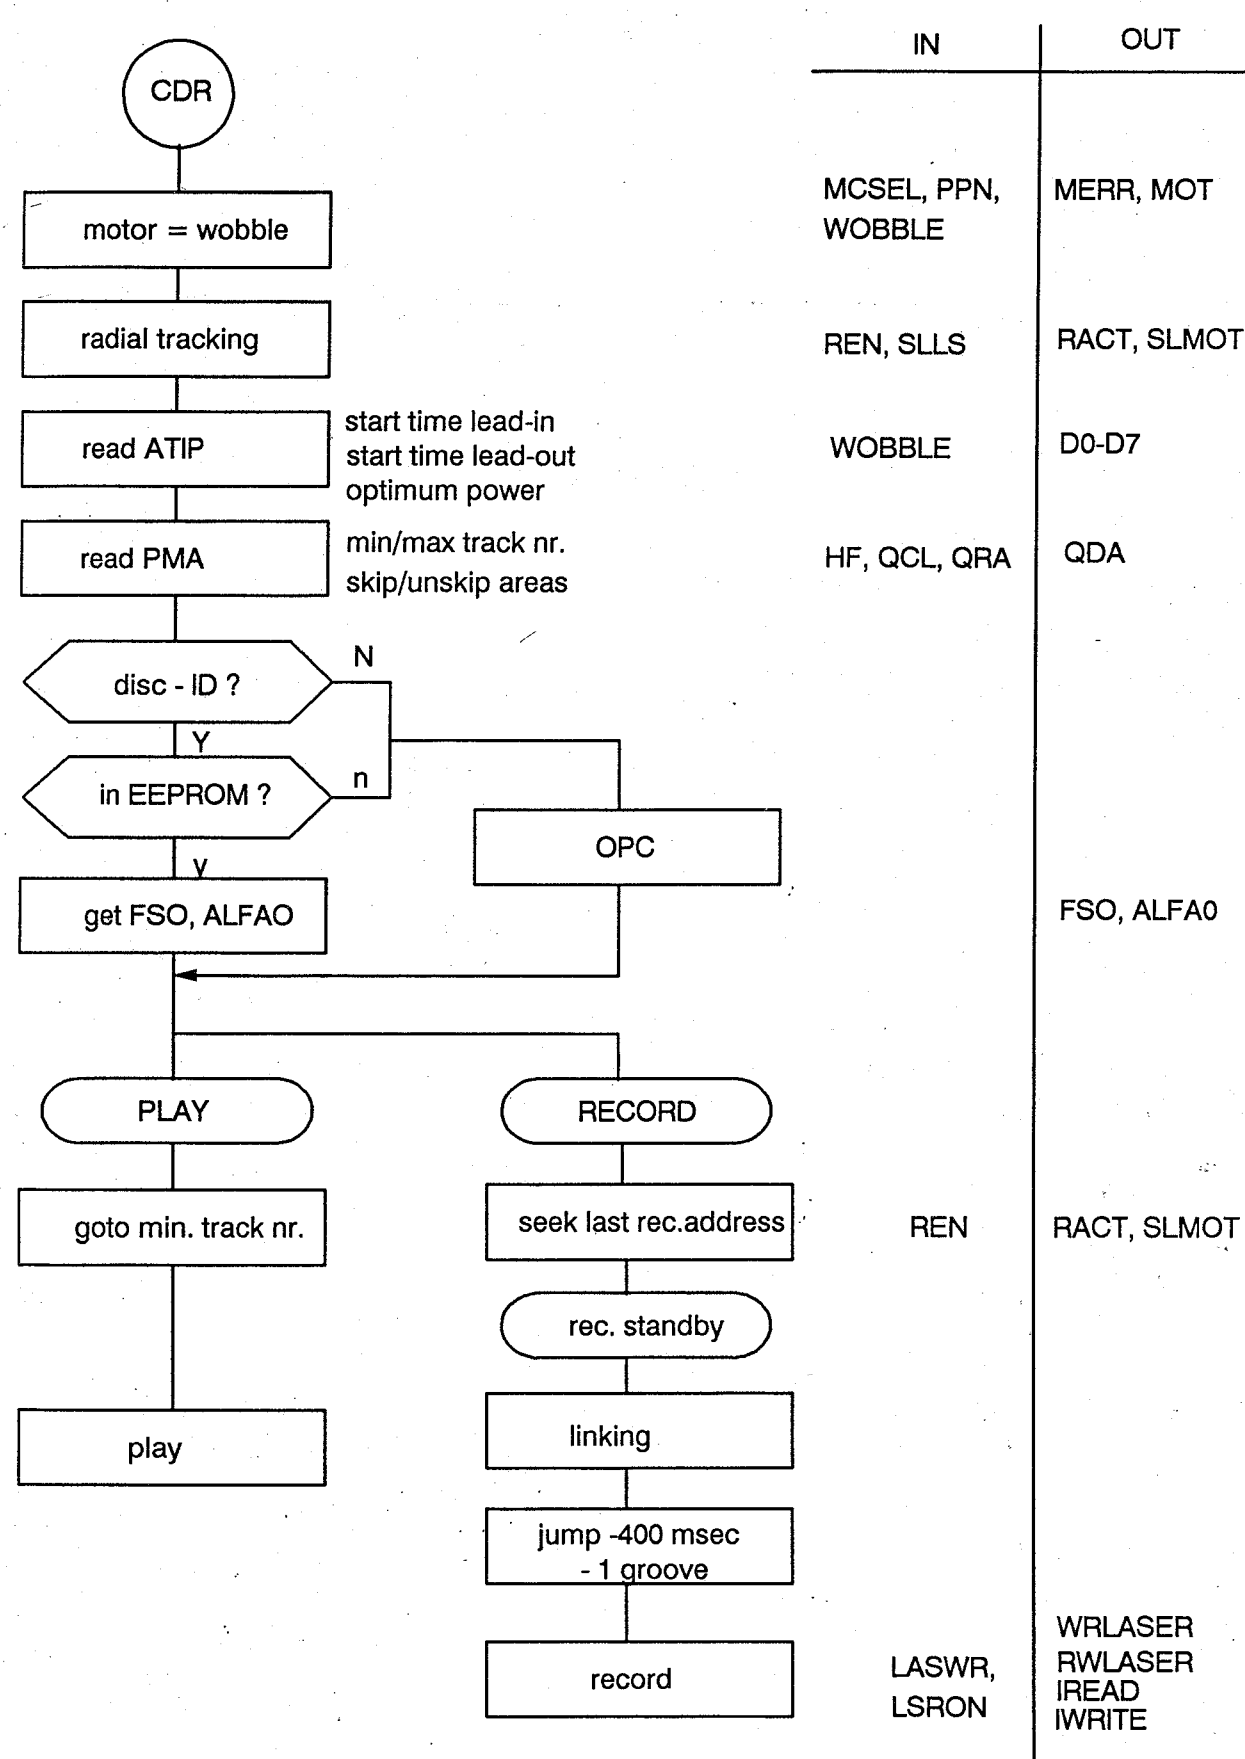 IN
OUT
CDR
motor = wobble
MCSEL, PPN,
WOBBLE
MERR, MOT
radial tracking
REN, SLLS
RACT, SLMOT
read ATIP
start time lead-in
start time lead-out
optimum power
WOBBLE
D0-D7
read PMA
min/max track nr.
skip/unskip areas
HF, QCL, QRA
QDA
disc - ID ?
N
Y
in EEPROM ?
n
y
OPC
get FSO, ALFAO
FSO, ALFA0
PLAY
RECORD
goto min. track nr.
seek last rec.address
REN
RACT, SLMOT
rec. standby
play
linking
jump -400 msec
- 1 groove
record
LASWR,
LSRON
WRLASER
RWLASER
IREAD
IWRITE